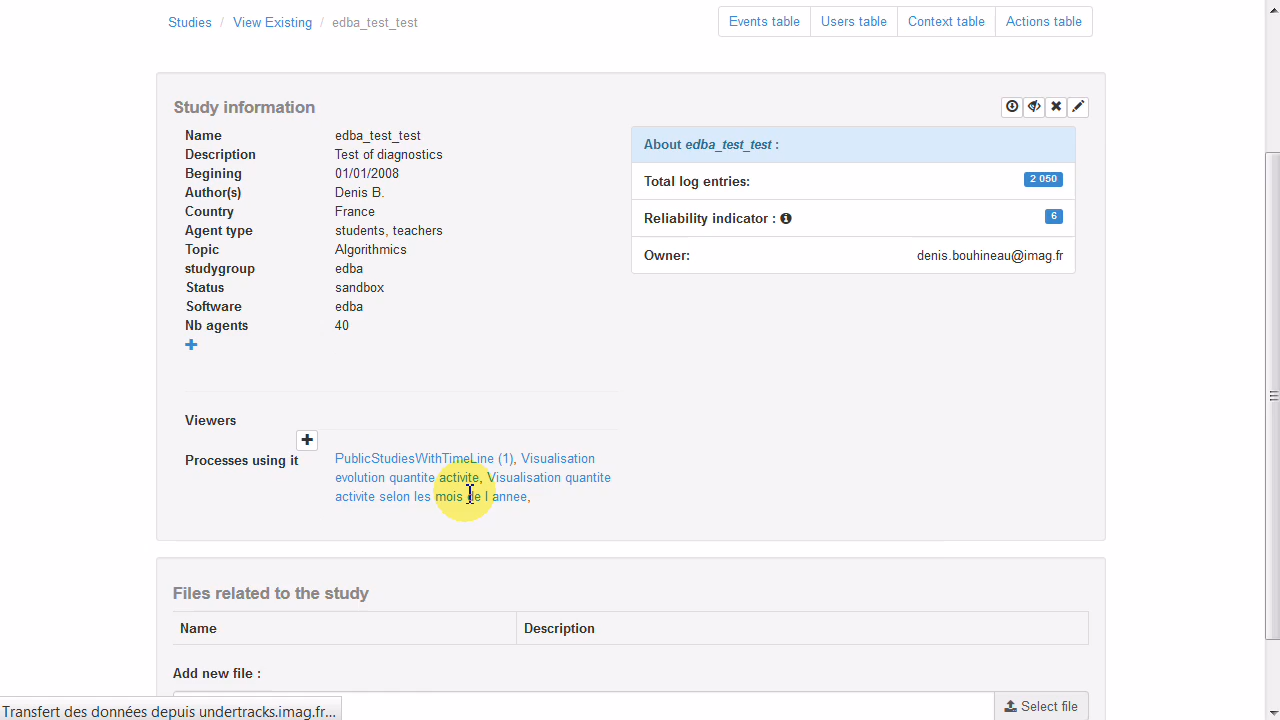 Studies / View Existing / edba_test_test
Events table Users table Context table Actions table
Study information
Name edba_test_test
Description Test of diagnostics
Begining 01/01/2008
Author(s) Denis B.
Country France
Agent type students, teachers
Topic Algorithmics
studygroup edba
Status sandbox
Software edba
Nb agents 40
About edba_test_test :
Total log entries: 2 050
Reliability indicator : 6
Owner: denis.bouhineau@imag.fr
Viewers
Processes using it PublicStudiesWithTimeLine (1), Visualisation
evolution quantite activite, Visualisation quantite
activite selon les mois de l annee,
Files related to the study
Name Description
Add new file :
Select file
Transfert des données depuis undertracks.imag.fr...